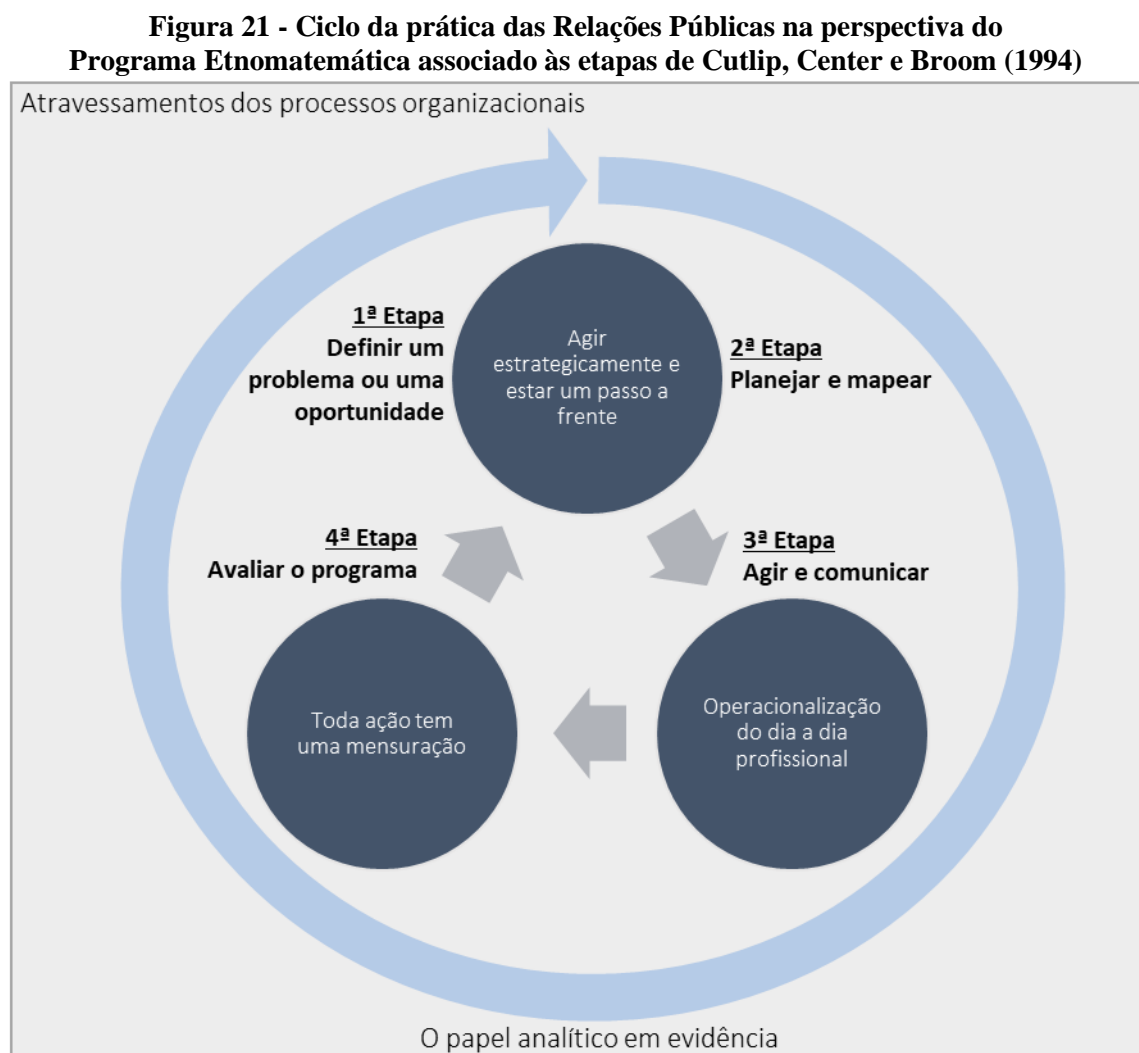 Figura 21 - Ciclo da prática das Relações Públicas na perspectiva do
Programa Etnomatemática associado às etapas de Cutlip, Center e Broom (1994)
Atravessamentos dos processos organizacionais
1ª Etapa
Definir um
problema ou uma
oportunidade
Agir
estrategicamente e
estar um passo a
frente
2ª Etapa
Planejar e mapear
4ª Etapa
Avaliar o programa
3ª Etapa
Agir e comunicar
Toda ação tem
uma mensuração
Operacionalização
do dia a dia
profissional
O papel analítico em evidência